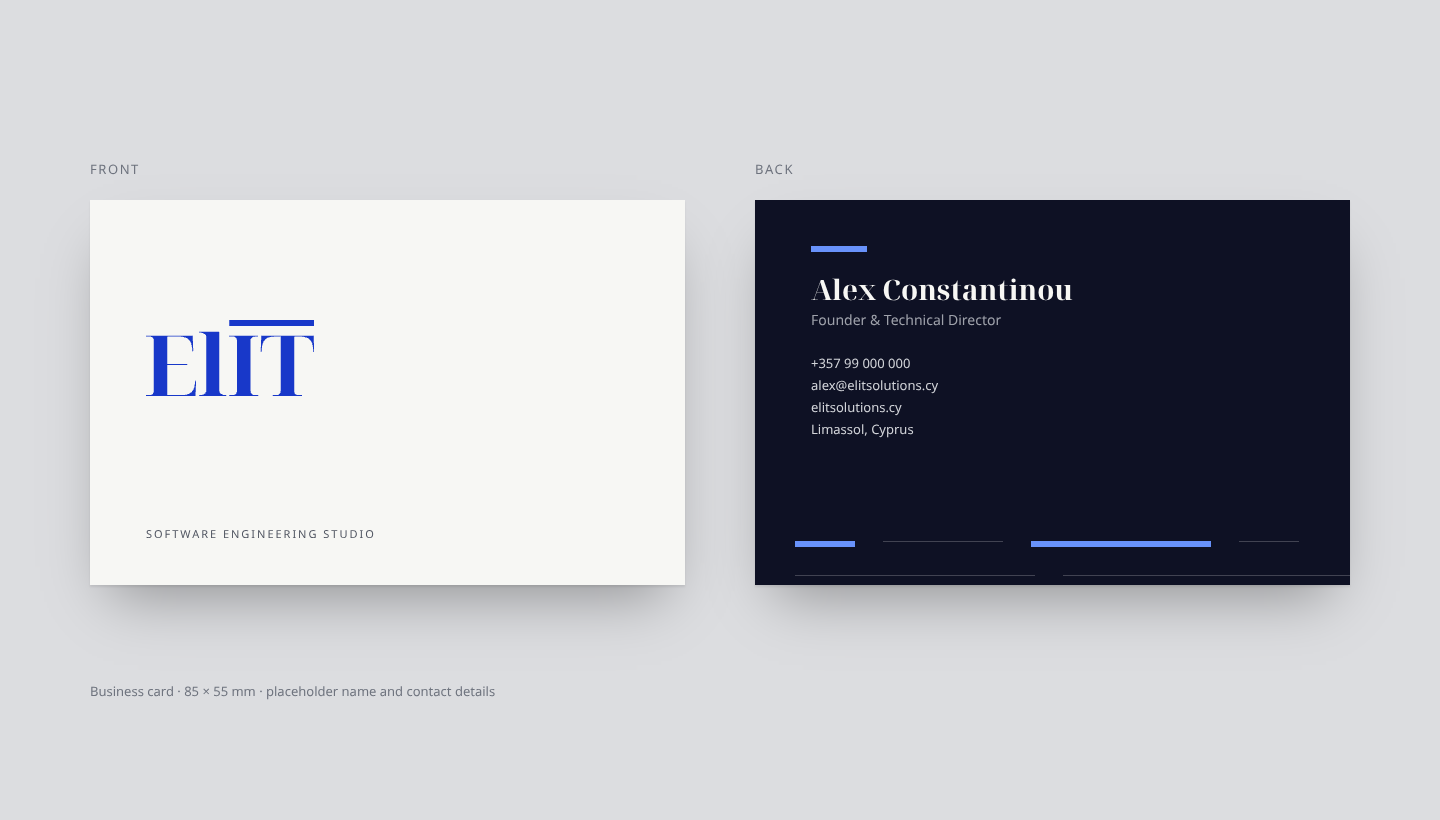 FRONT
BACK
ElIT
SOFTWARE ENGINEERING STUDIO
Alex Constantinou
Founder & Technical Director
+357 99 000 000
alex@elitsolutions.cy
elitsolutions.cy
Limassol, Cyprus
Business card · 85 × 55 mm · placeholder name and contact details